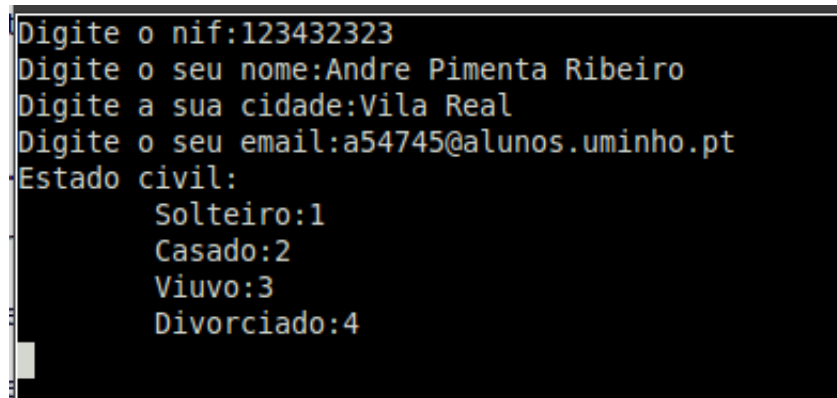 Digite o nif:123432323
Digite o seu nome:Andre Pimenta Ribeiro
Digite a sua cidade:Vila Real
Digite o seu email:a54745@alunos.uminho.pt
Estado civil:
Solteiro:1
Casado:2
Viuvo:3
Divorciado:4